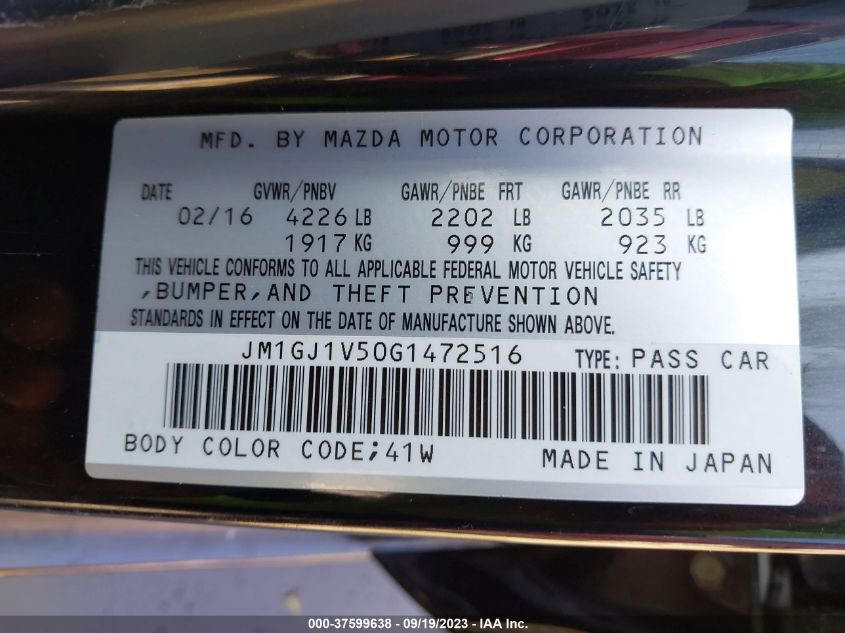 MFD. BY MAZDA MOTOR CORPORATION
DATE GVWR/PNBV GAWR/PNBE FRT GAWR/PNBE RR
02/16 4226 LB 2202 LB 2035 LB
1917 KG 999 KG 923 KG
THIS VEHICLE CONFORMS TO ALL APPLICABLE FEDERAL MOTOR VEHICLE SAFETY
,BUMPER,AND THEFT PREVENTION
STANDARDS IN EFFECT ON THE DATE OF MANUFACTURE SHOWN ABOVE.
JM1GJ1V50G1472516 TYPE: PASS CAR
BODY COLOR CODE;41W MADE IN JAPAN
000-37599638 - 09/19/2023 - IAA Inc.